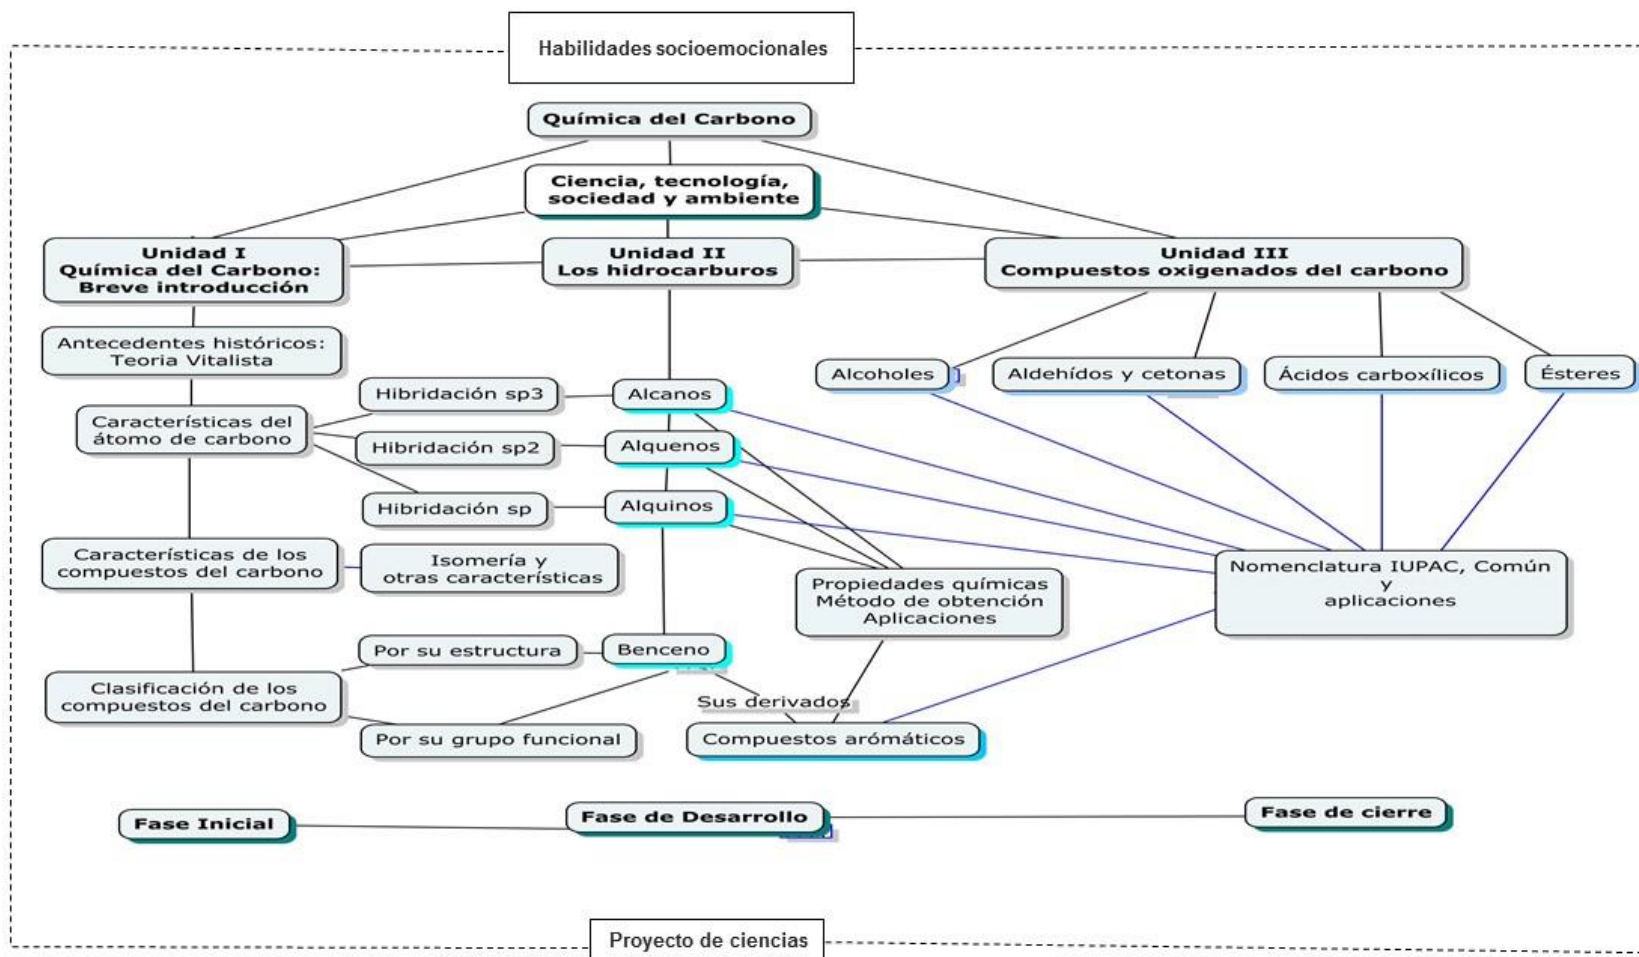 Habilidades socioemocionales
Química del Carbono
Ciencia, tecnología,
sociedad y ambiente
Unidad I
Química del Carbono:
Breve introducción
Unidad II
Los hidrocarburos
Unidad III
Compuestos oxigenados del carbono
Antecedentes históricos:
Teoria Vitalista
Alcoholes
Aldehídos y cetonas
Ácidos carboxílicos
Ésteres
Hibridación sp3
Alcanos
Características del
átomo de carbono
Hibridación sp2
Alquenos
Hibridación sp
Alquinos
Carácterísticas de los
compuestos del carbono
Isomería y
otras carácterísticas
Propiedades químicas
Método de obtención
Aplicaciones
Nomenclatura IUPAC, Común
y
aplicaciones
Por su estructura
Benceno
Clasificación de los
compuestos del carbono
Sus derivados
Por su grupo funcional
Compuestos arómáticos
Fase Inicial
Fase de Desarrollo
Fase de cierre
Proyecto de ciencias